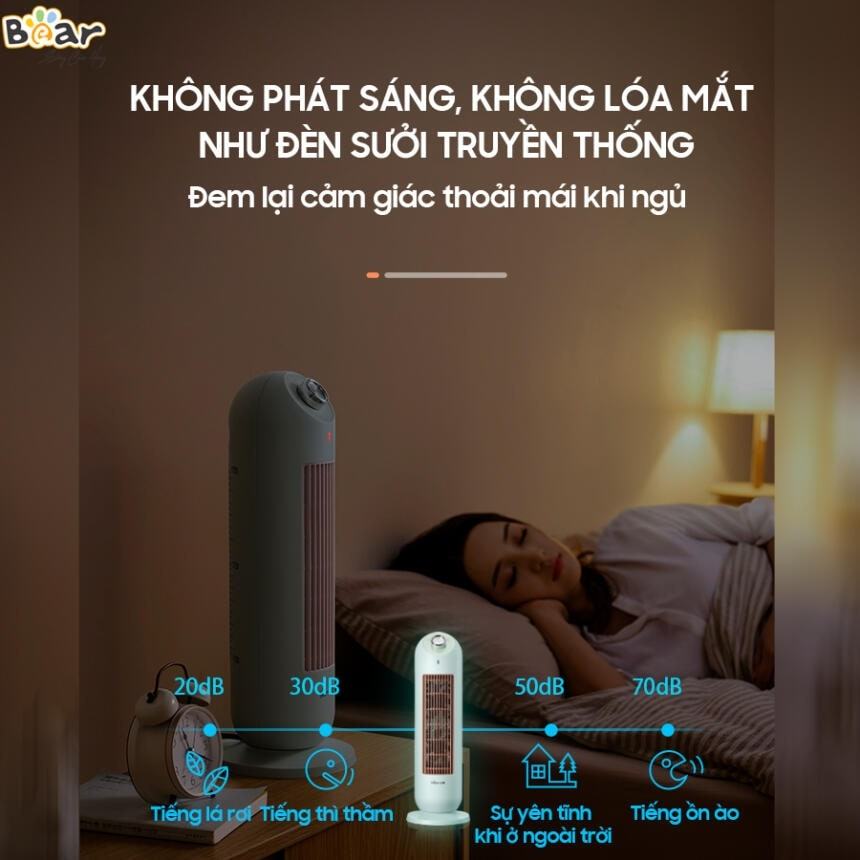 Bear
KHÔNG PHÁT SÁNG, KHÔNG LÓA MẮT
NHƯ ĐÈN SƯỞI TRUYỀN THỐNG
Đem lại cảm giác thoải mái khi ngủ
20dB 30dB 50dB 70dB
Tiếng lá rơi Tiếng thì thầm Sự yên tĩnh khi ở ngoài trời Tiếng ồn ào